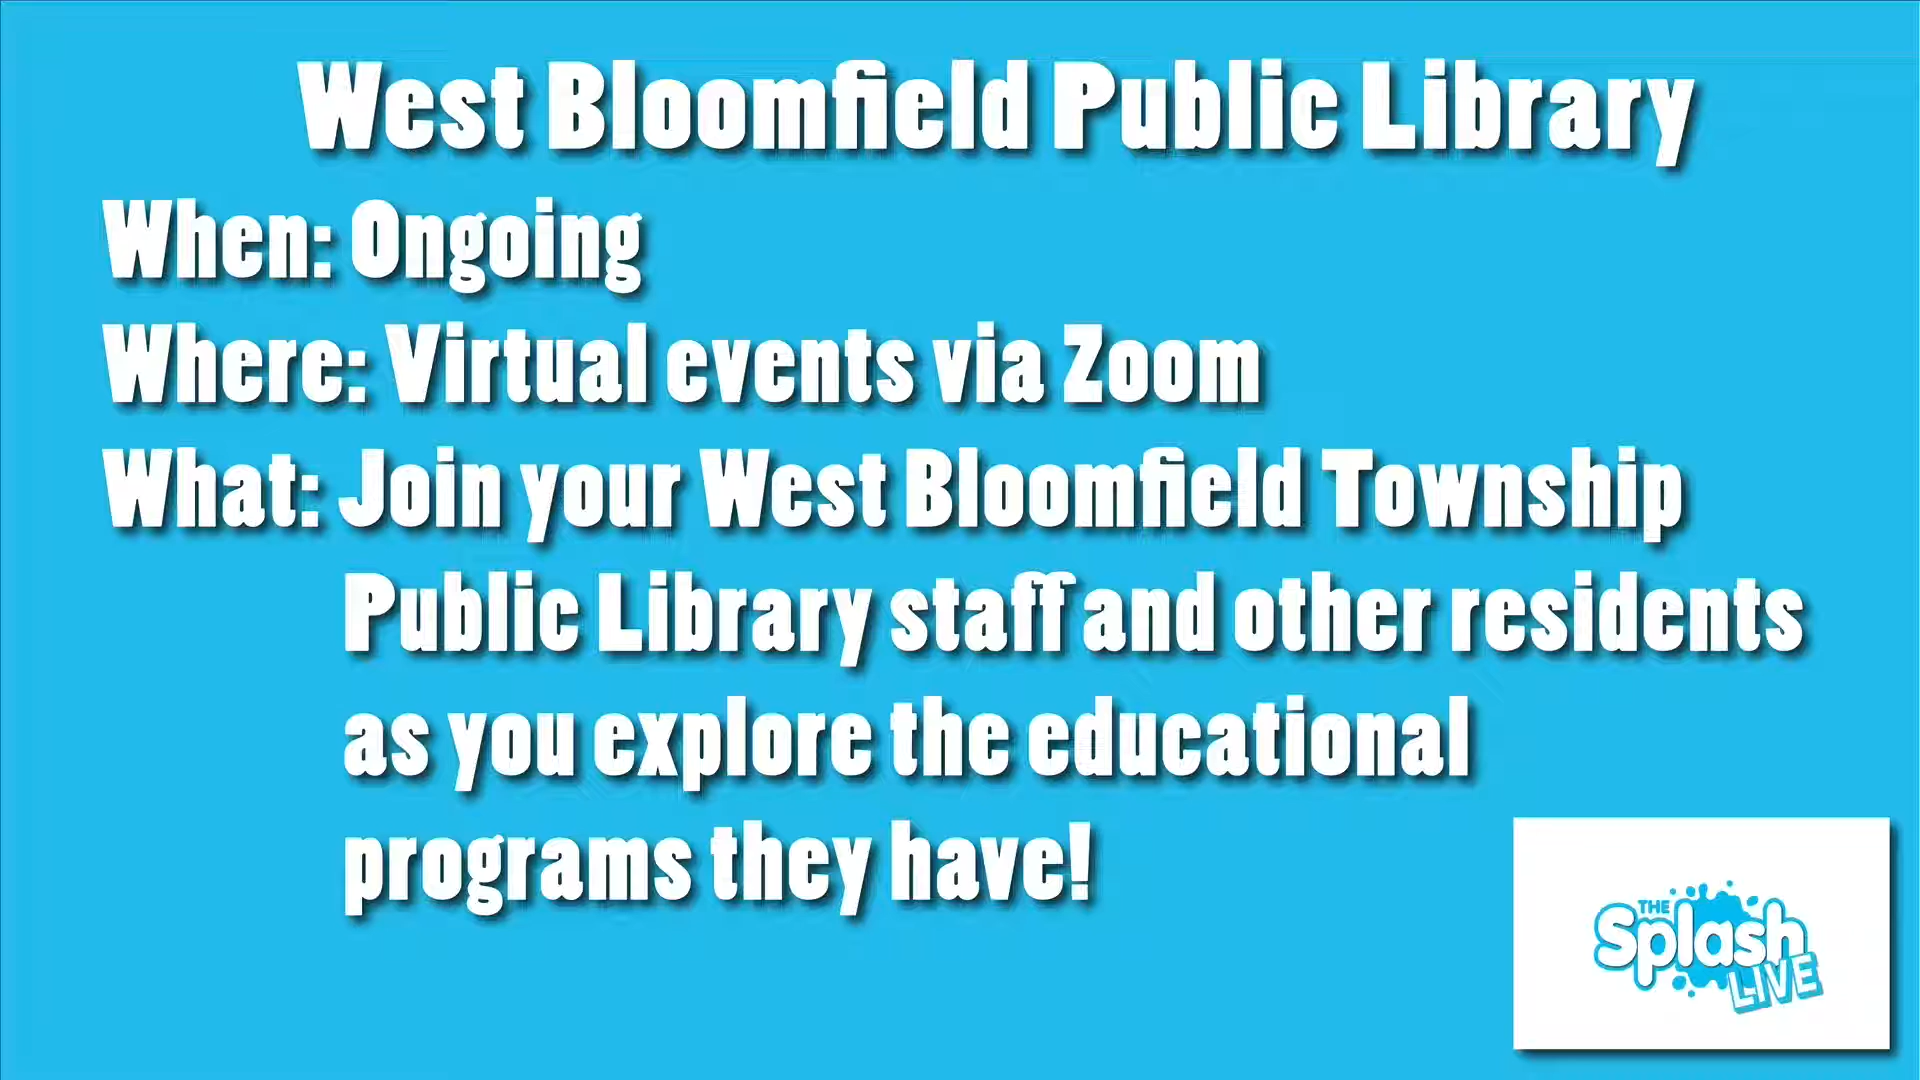 West Bloomfield Public Library
When: Ongoing
Where: Virtual events via Zoom
What: Join your West Bloomfield Township
Public Library staff and other residents
as you explore the educational
programs they have!
THE
Splash
LIVE